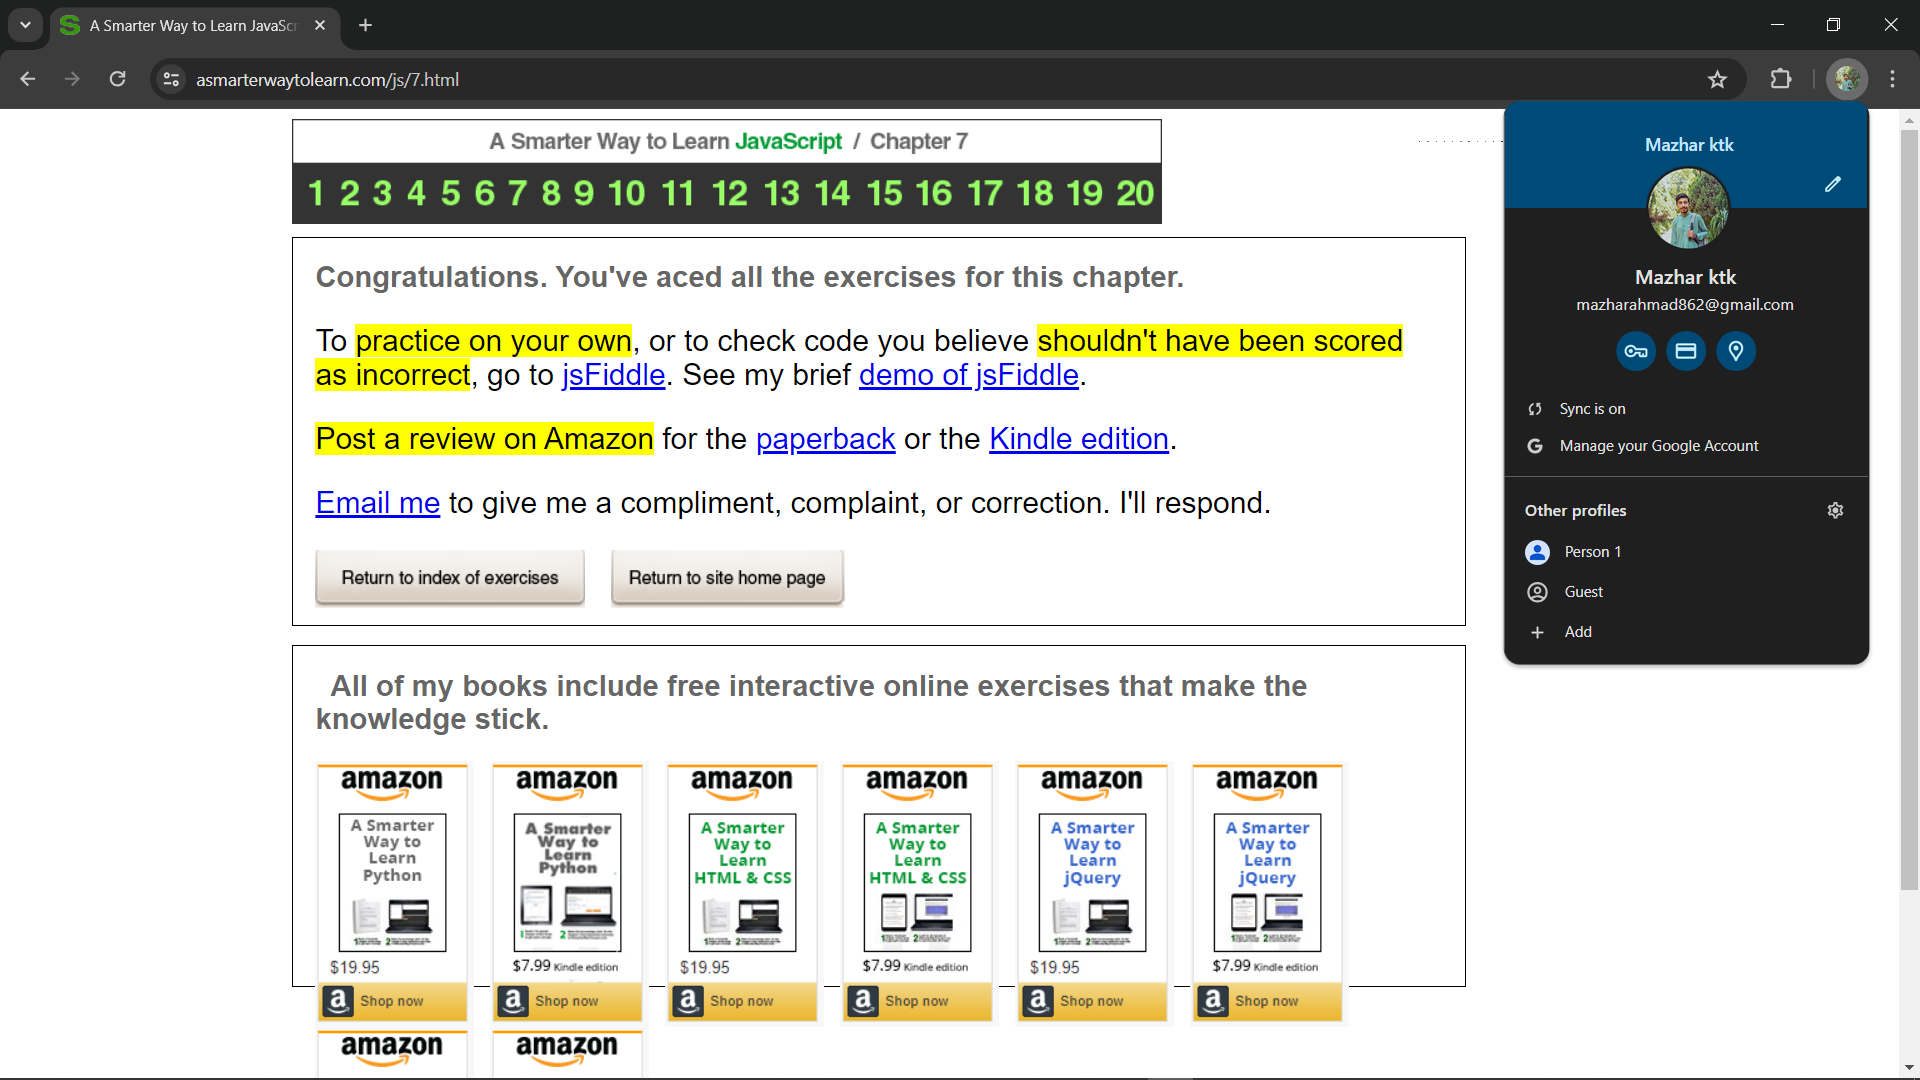 A Smarter Way to Learn JavaScr
asmarterwaytolearn.com/js/7.html
A Smarter Way to Learn JavaScript / Chapter 7
1 2 3 4 5 6 7 8 9 10 11 12 13 14 15 16 17 18 19 20
Congratulations. You've aced all the exercises for this chapter.
To practice on your own, or to check code you believe shouldn't have been scored
as incorrect, go to jsFiddle. See my brief demo of jsFiddle.
Post a review on Amazon for the paperback or the Kindle edition.
Email me to give me a compliment, complaint, or correction. I'll respond.
Return to index of exercises Return to site home page
All of my books include free interactive online exercises that make the
knowledge stick.
amazon amazon amazon amazon amazon amazon
A Smarter Way to Learn Python
A Smarter Way to Learn Python
A Smarter Way to Learn HTML & CSS
A Smarter Way to Learn HTML & CSS
A Smarter Way to Learn jQuery
A Smarter Way to Learn jQuery
$19.95 $7.99 Kindle edition $19.95 $7.99 Kindle edition $19.95 $7.99 Kindle edition
a Shop now a Shop now a Shop now a Shop now a Shop now a Shop now
amazon amazon
Mazhar ktk
Mazhar ktk
mazharahmad862@gmail.com
Sync is on
G Manage your Google Account
Other profiles
Person 1
Guest
Add